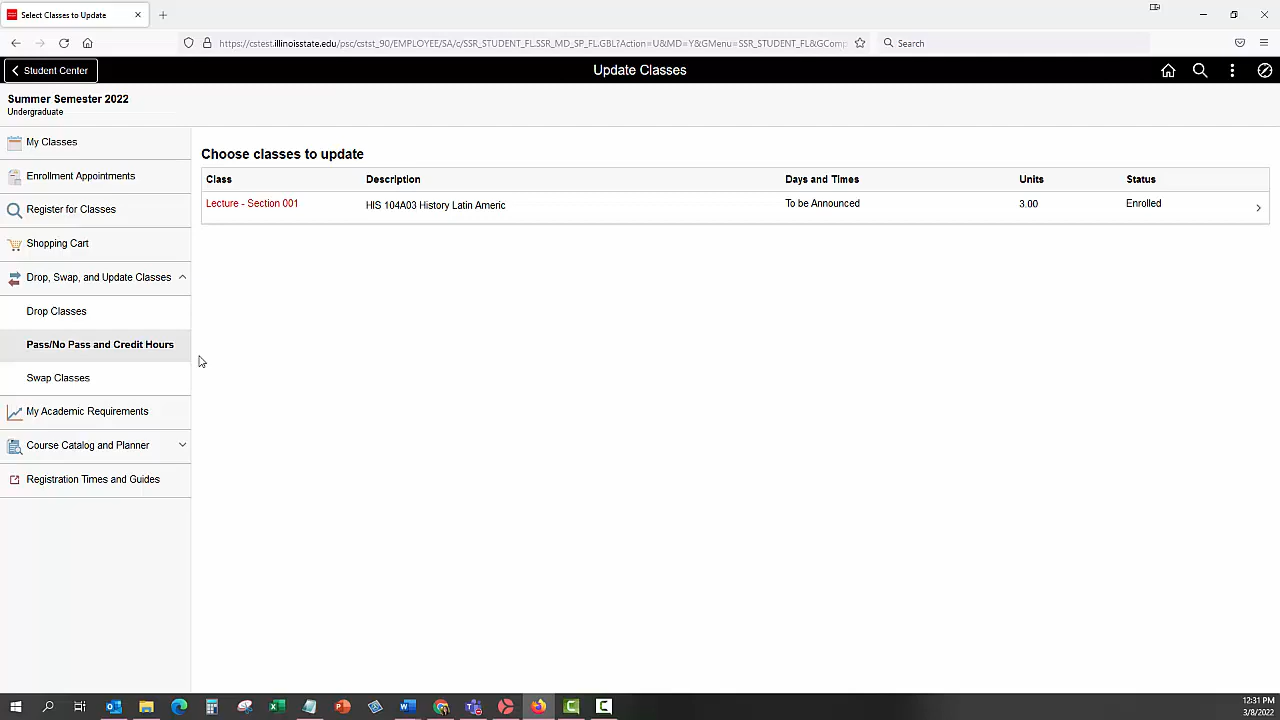 Select Classes to Update
https://cstest.illinoisstate.edu/psc/cstst_90/EMPLOYEE/SA/c/SSR_STUDENT_FL.SSR_MD_SP_FL.GBL?Action=U&MD=Y&GMenu=SSR_STUDENT_FL&GComp
Search
Student Center
Update Classes
Summer Semester 2022
Undergraduate
My Classes
Enrollment Appointments
Register for Classes
Shopping Cart
Drop, Swap, and Update Classes
Drop Classes
Pass/No Pass and Credit Hours
Swap Classes
My Academic Requirements
Course Catalog and Planner
Registration Times and Guides
Choose classes to update
Class Description Days and Times Units Status
Lecture - Section 001 HIS 104A03 History Latin Americ To be Announced 3.00 Enrolled
12:31 PM
3/8/2022